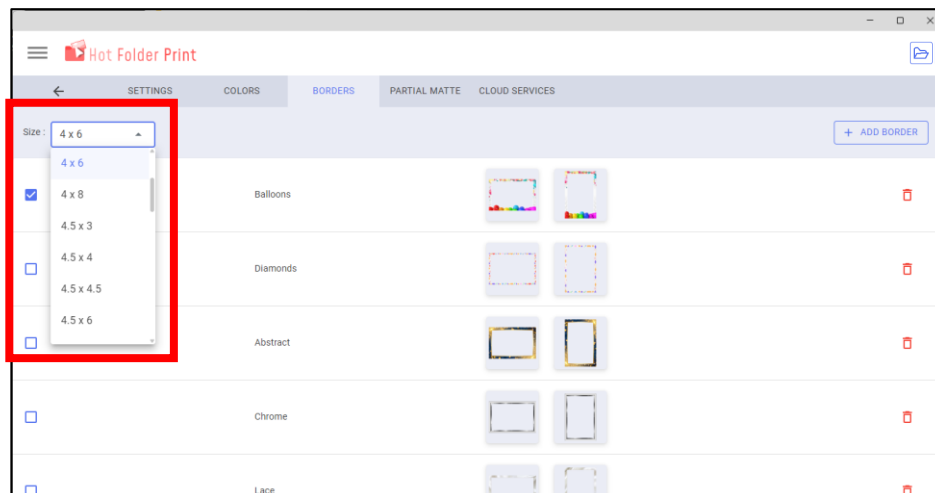 Hot Folder Print
SETTINGS COLORS BORDERS PARTIAL MATTE CLOUD SERVICES
Size : 4 x 6
+ ADD BORDER
4 x 6
4 x 8
4.5 x 3
4.5 x 4
4.5 x 4.5
4.5 x 6
Balloons
Diamonds
Abstract
Chrome
Lace